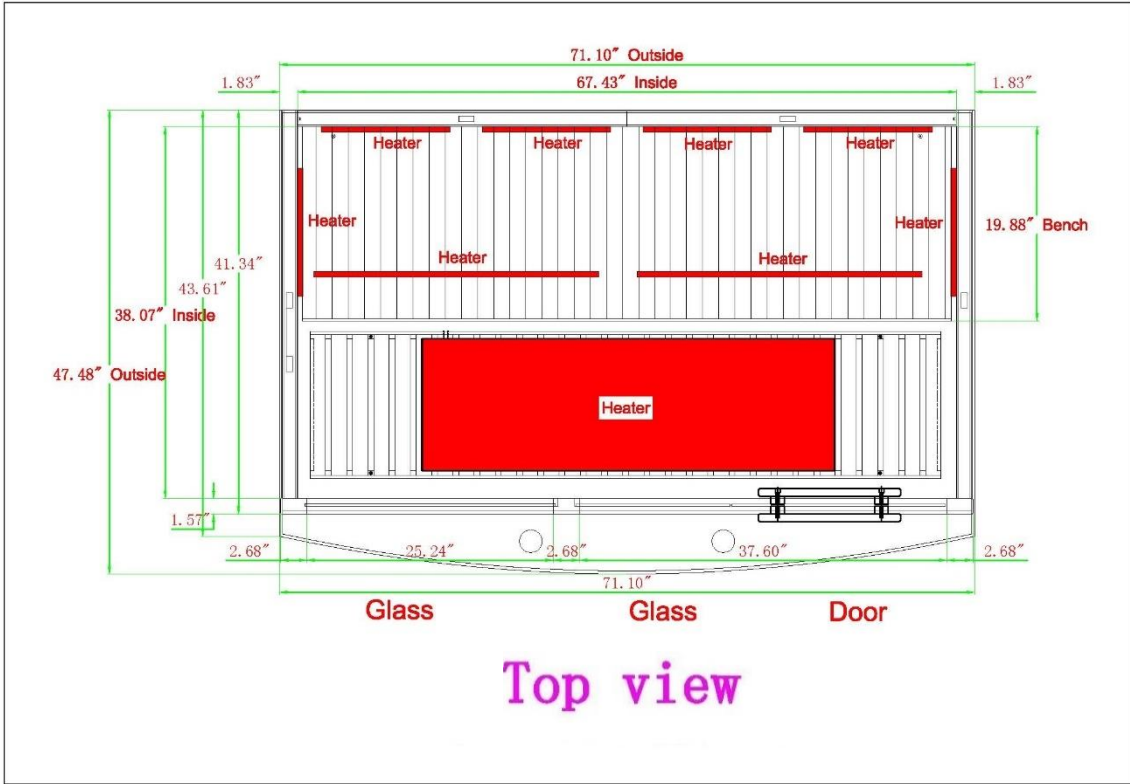 71.10″ Outside
1.83″
67.43″ Inside
1.83″
Heater
Heater
Heater
Heater
Heater
Heater
19.88″ Bench
Heater
Heater
41.34″
43.61″
38.07″ Inside
47.48″ Outside
Heater
1.57″
2.68″
25.24″
2.68″
37.60″
2.68″
71.10″
Glass
Glass
Door
Top view